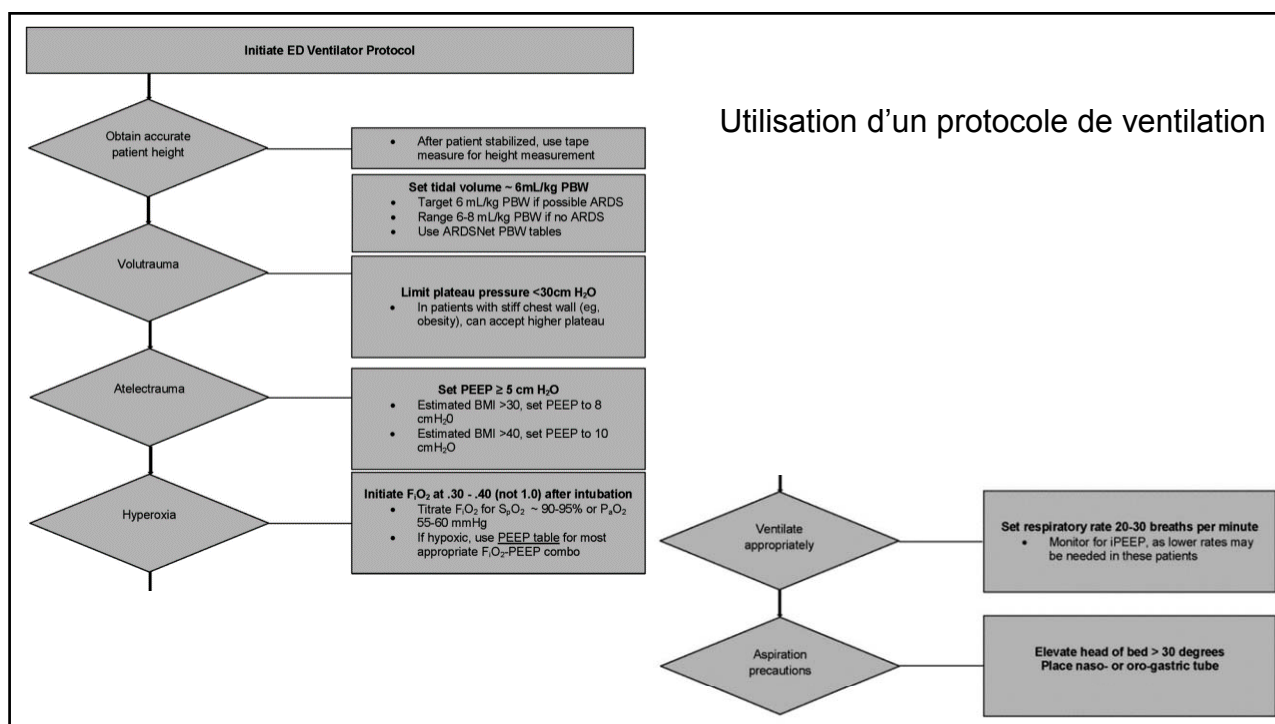 Initiate ED Ventilator Protocol
Utilisation d'un protocole de ventilation
Obtain accurate
patient height
• After patient stabilized, use tape
measure for height measurement
Set tidal volume ~ 6mL/kg PBW
• Target 6 mL/kg PBW if possible ARDS
• Range 6-8 mL/kg PBW if no ARDS
• Use ARDSNet PBW tables
Volutrauma
Limit plateau pressure <30cm H₂O
• In patients with stiff chest wall (eg,
obesity), can accept higher plateau
Atelectrauma
Set PEEP ≥ 5 cm H₂O
• Estimated BMI >30, set PEEP to 8
cmH₂0
• Estimated BMI >40, set PEEP to 10
cmH₂O
Hyperoxia
Initiate FᵢO₂ at .30 - .40 (not 1.0) after intubation
• Titrate FᵢO₂ for SₚO₂ ~ 90-95% or PₐO₂
55-60 mmHg
• If hypoxic, use PEEP table for most
appropriate FᵢO₂-PEEP combo
Ventilate
appropriately
Set respiratory rate 20-30 breaths per minute
• Monitor for iPEEP, as lower rates may
be needed in these patients
Aspiration
precautions
Elevate head of bed > 30 degrees
Place naso- or oro-gastric tube